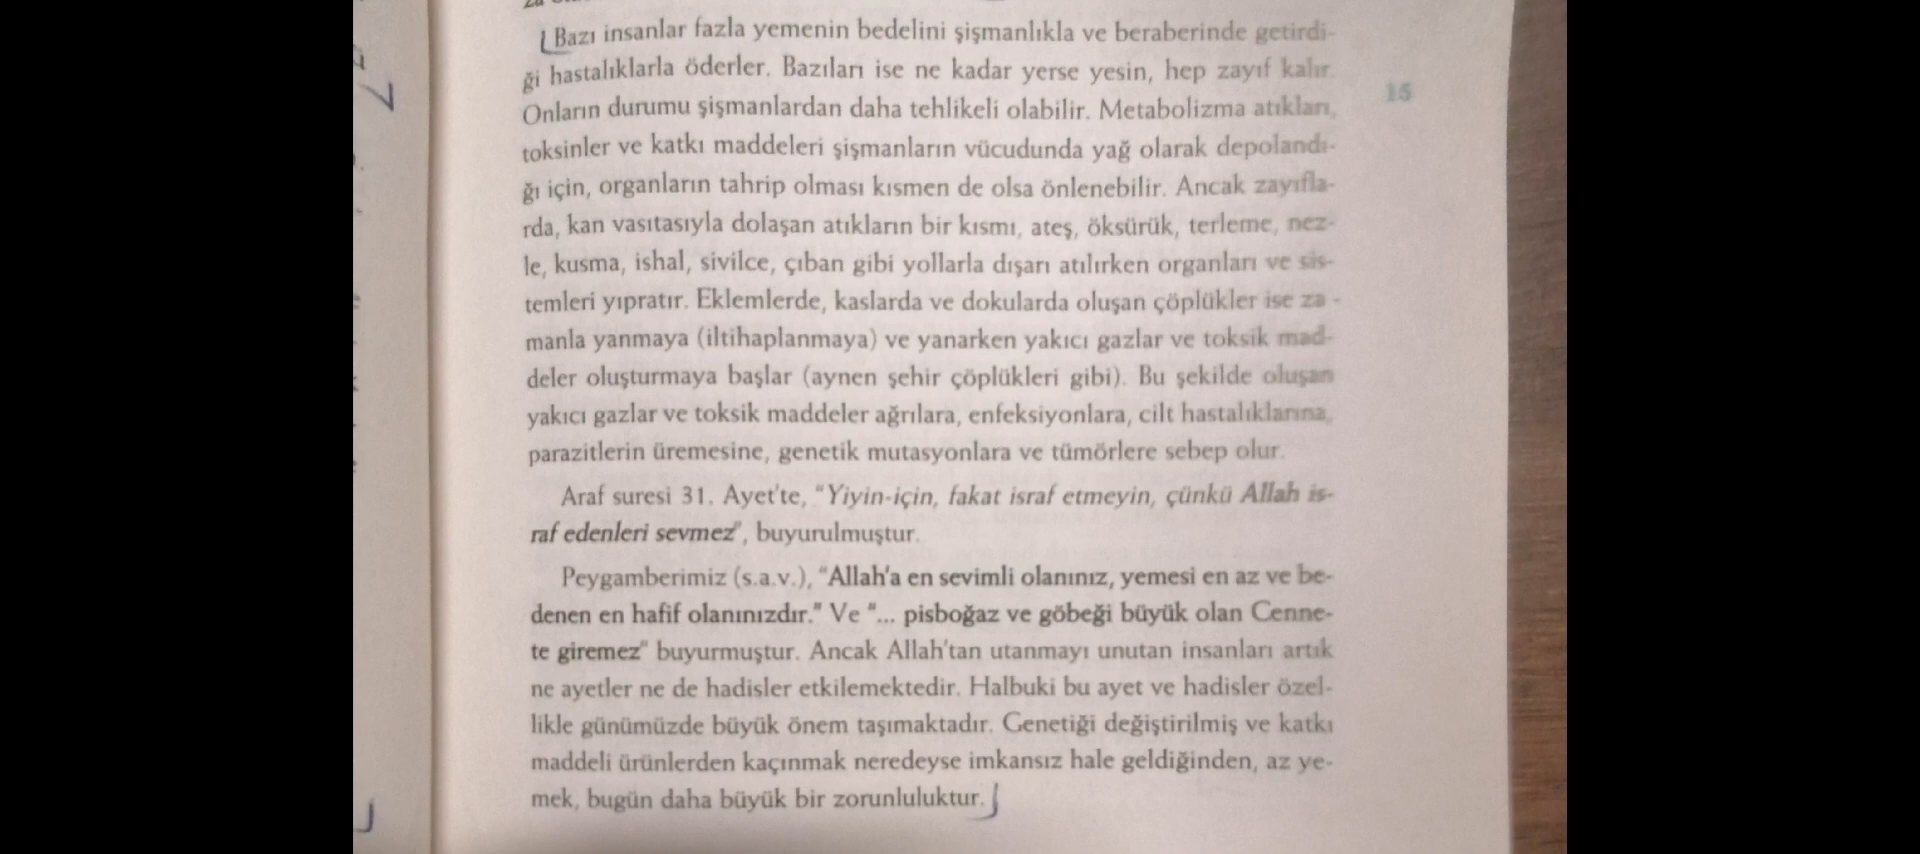 Bazı insanlar fazla yemenin bedelini şişmanlıkla ve beraberinde getirdi-
ği hastalıklarla öderler. Bazıları ise ne kadar yerse yesin, hep zayıf kalır.
Onların durumu şişmanlardan daha tehlikeli olabilir. Metabolizma atıkları,
15
toksinler ve katkı maddeleri şişmanların vücudunda yağ olarak depolandı-
ğı için, organların tahrip olması kısmen de olsa önlenebilir. Ancak zayıfla-
rda, kan vasıtasıyla dolaşan atıkların bir kısmı, ateş, öksürük, terleme, nez-
le, kusma, ishal, sivilce, çıban gibi yollarla dışarı atılırken organları ve sis-
temleri yıpratır. Eklemlerde, kaslarda ve dokularda oluşan çöplükler ise za -
manla yanmaya (iltihaplanmaya) ve yanarken yakıcı gazlar ve toksik mad-
deler oluşturmaya başlar (aynen şehir çöplükleri gibi). Bu şekilde oluşan
yakıcı gazlar ve toksik maddeler ağrılara, enfeksiyonlara, cilt hastalıklarına,
parazitlerin üremesine, genetik mutasyonlara ve tümörlere sebep olur.
Araf suresi 31. Ayet'te, "Yiyin-için, fakat israf etmeyin, çünkü Allah is-
raf edenleri sevmez", buyurulmuştur.
Peygamberimiz (s.a.v.), "Allah'a en sevimli olanınız, yemesi en az ve be-
denen en hafif olanınızdır." Ve "... pisboğaz ve göbeği büyük olan Cenne-
te giremez" buyurmuştur. Ancak Allah'tan utanmayı unutan insanları artık
ne ayetler ne de hadisler etkilemektedir. Halbuki bu ayet ve hadisler özel-
likle günümüzde büyük önem taşımaktadır. Genetiği değiştirilmiş ve katkı
maddeli ürünlerden kaçınmak neredeyse imkansız hale geldiğinden, az ye-
mek, bugün daha büyük bir zorunluluktur.